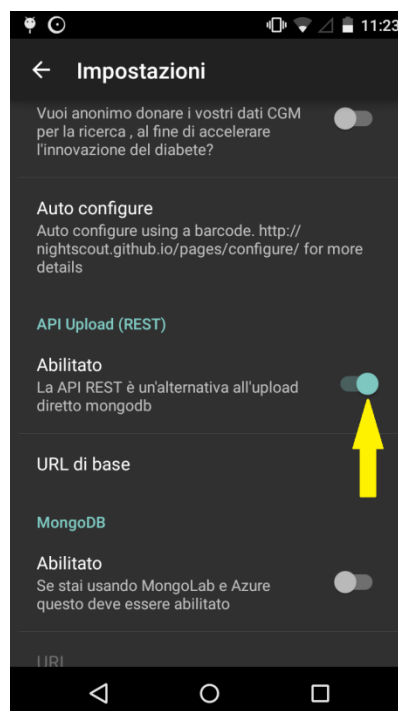 11:23
Impostazioni
Vuoi anonimo donare i vostri dati CGM
per la ricerca , al fine di accelerare
l'innovazione del diabete?
Auto configure
Auto configure using a barcode. http://
nightscout.github.io/pages/configure/ for more
details
API Upload (REST)
Abilitato
La API REST è un'alternativa all'upload
diretto mongodb
URL di base
MongoDB
Abilitato
Se stai usando MongoLab e Azure
questo deve essere abilitato
URI